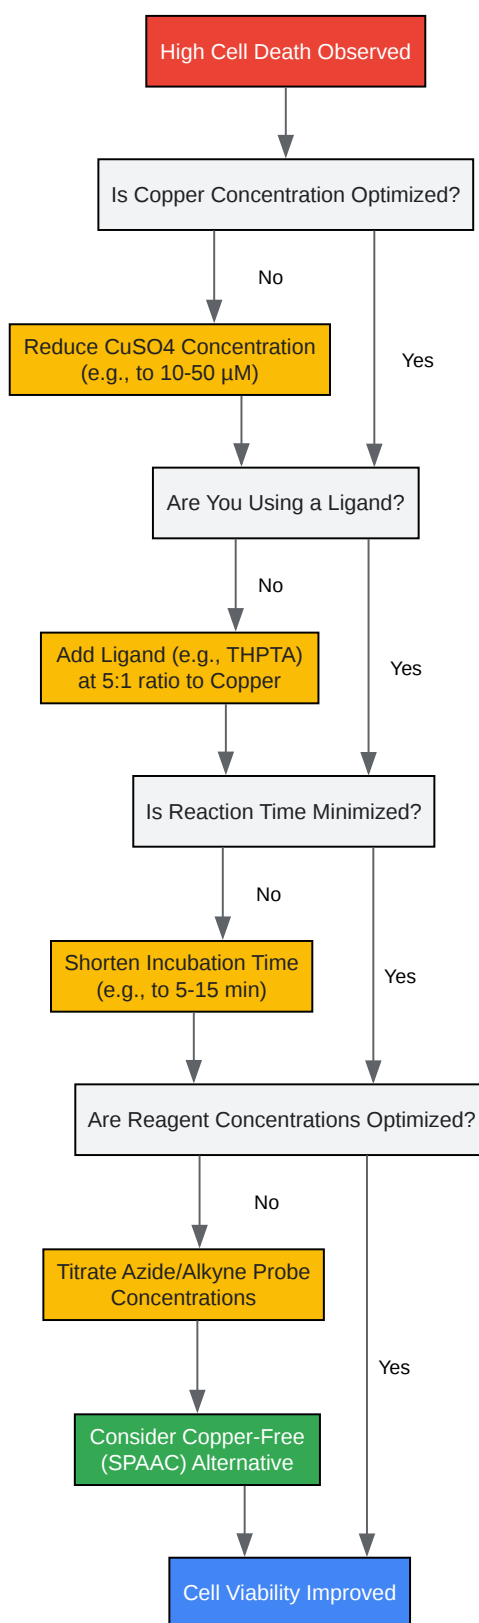 High Cell Death Observed
Is Copper Concentration Optimized?
No
Reduce CuSO4 Concentration
(e.g., to 10-50 µM)
Yes
Are You Using a Ligand?
No
Add Ligand (e.g., THPTA)
at 5:1 ratio to Copper
Yes
Is Reaction Time Minimized?
No
Shorten Incubation Time
(e.g., to 5-15 min)
Yes
Are Reagent Concentrations Optimized?
No
Titrate Azide/Alkyne Probe
Concentrations
Yes
Consider Copper-Free
(SPAAC) Alternative
Cell Viability Improved